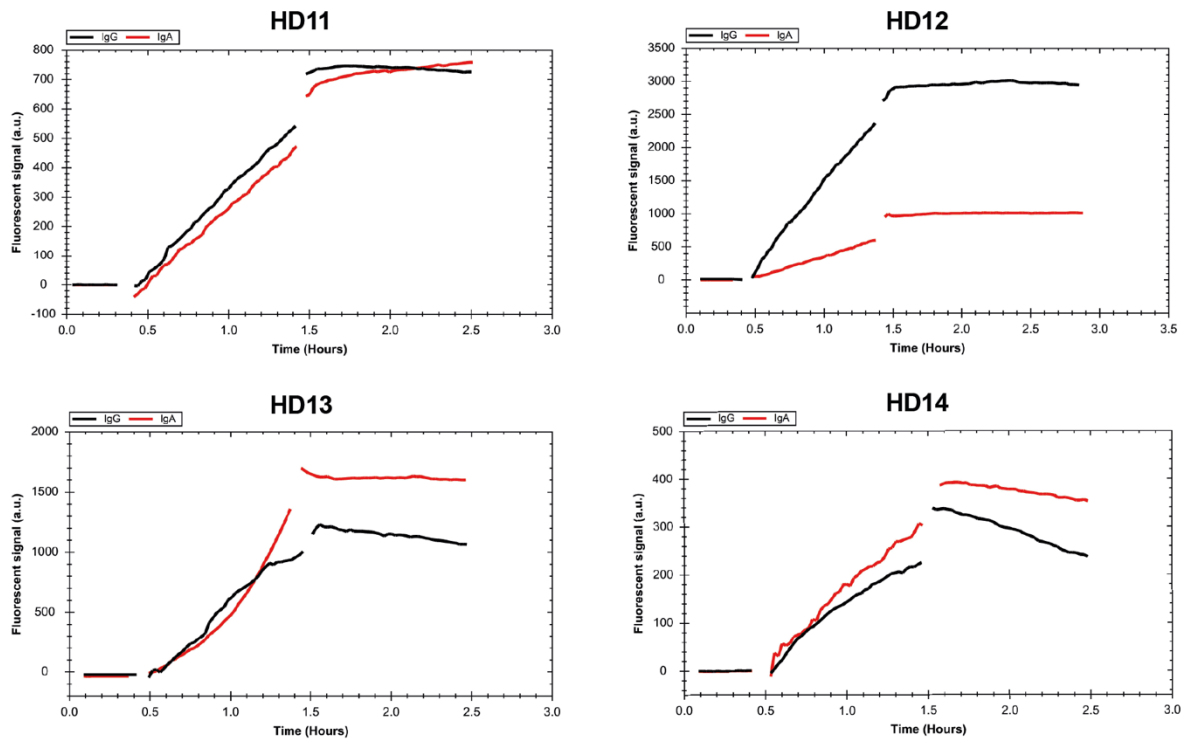 HD11
IgG IgA
Fluorescent signal (a.u.)
800
700
600
500
400
300
200
100
0
-100
0.0 0.5 1.0 1.5 2.0 2.5 3.0
Time (Hours)
HD12
IgG IgA
Fluorescent signal (a.u.)
3500
3000
2500
2000
1500
1000
500
0
0.0 0.5 1.0 1.5 2.0 2.5 3.0 3.5
Time (Hours)
HD13
IgG IgA
Fluorescent signal (a.u.)
2000
1500
1000
500
0
0.0 0.5 1.0 1.5 2.0 2.5 3.0
Time (Hours)
HD14
IgG IgA
Fluorescent signal (a.u.)
500
400
300
200
100
0
0.0 0.5 1.0 1.5 2.0 2.5 3.0
Time (Hours)